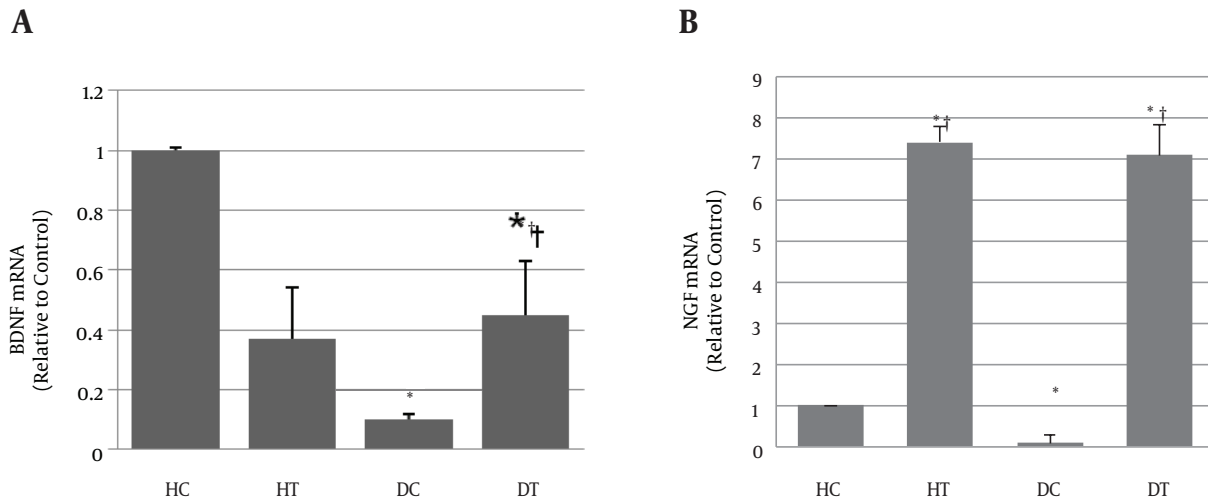 A
BDNF mRNA
(Relative to Control)
1.2
1
0.8
0.6
0.4
0.2
0
*
*††
HC HT DC DT
B
NGF mRNA
(Relative to Control)
9
8
7
6
5
4
3
2
1
0
*†
*
* †
HC HT DC DT